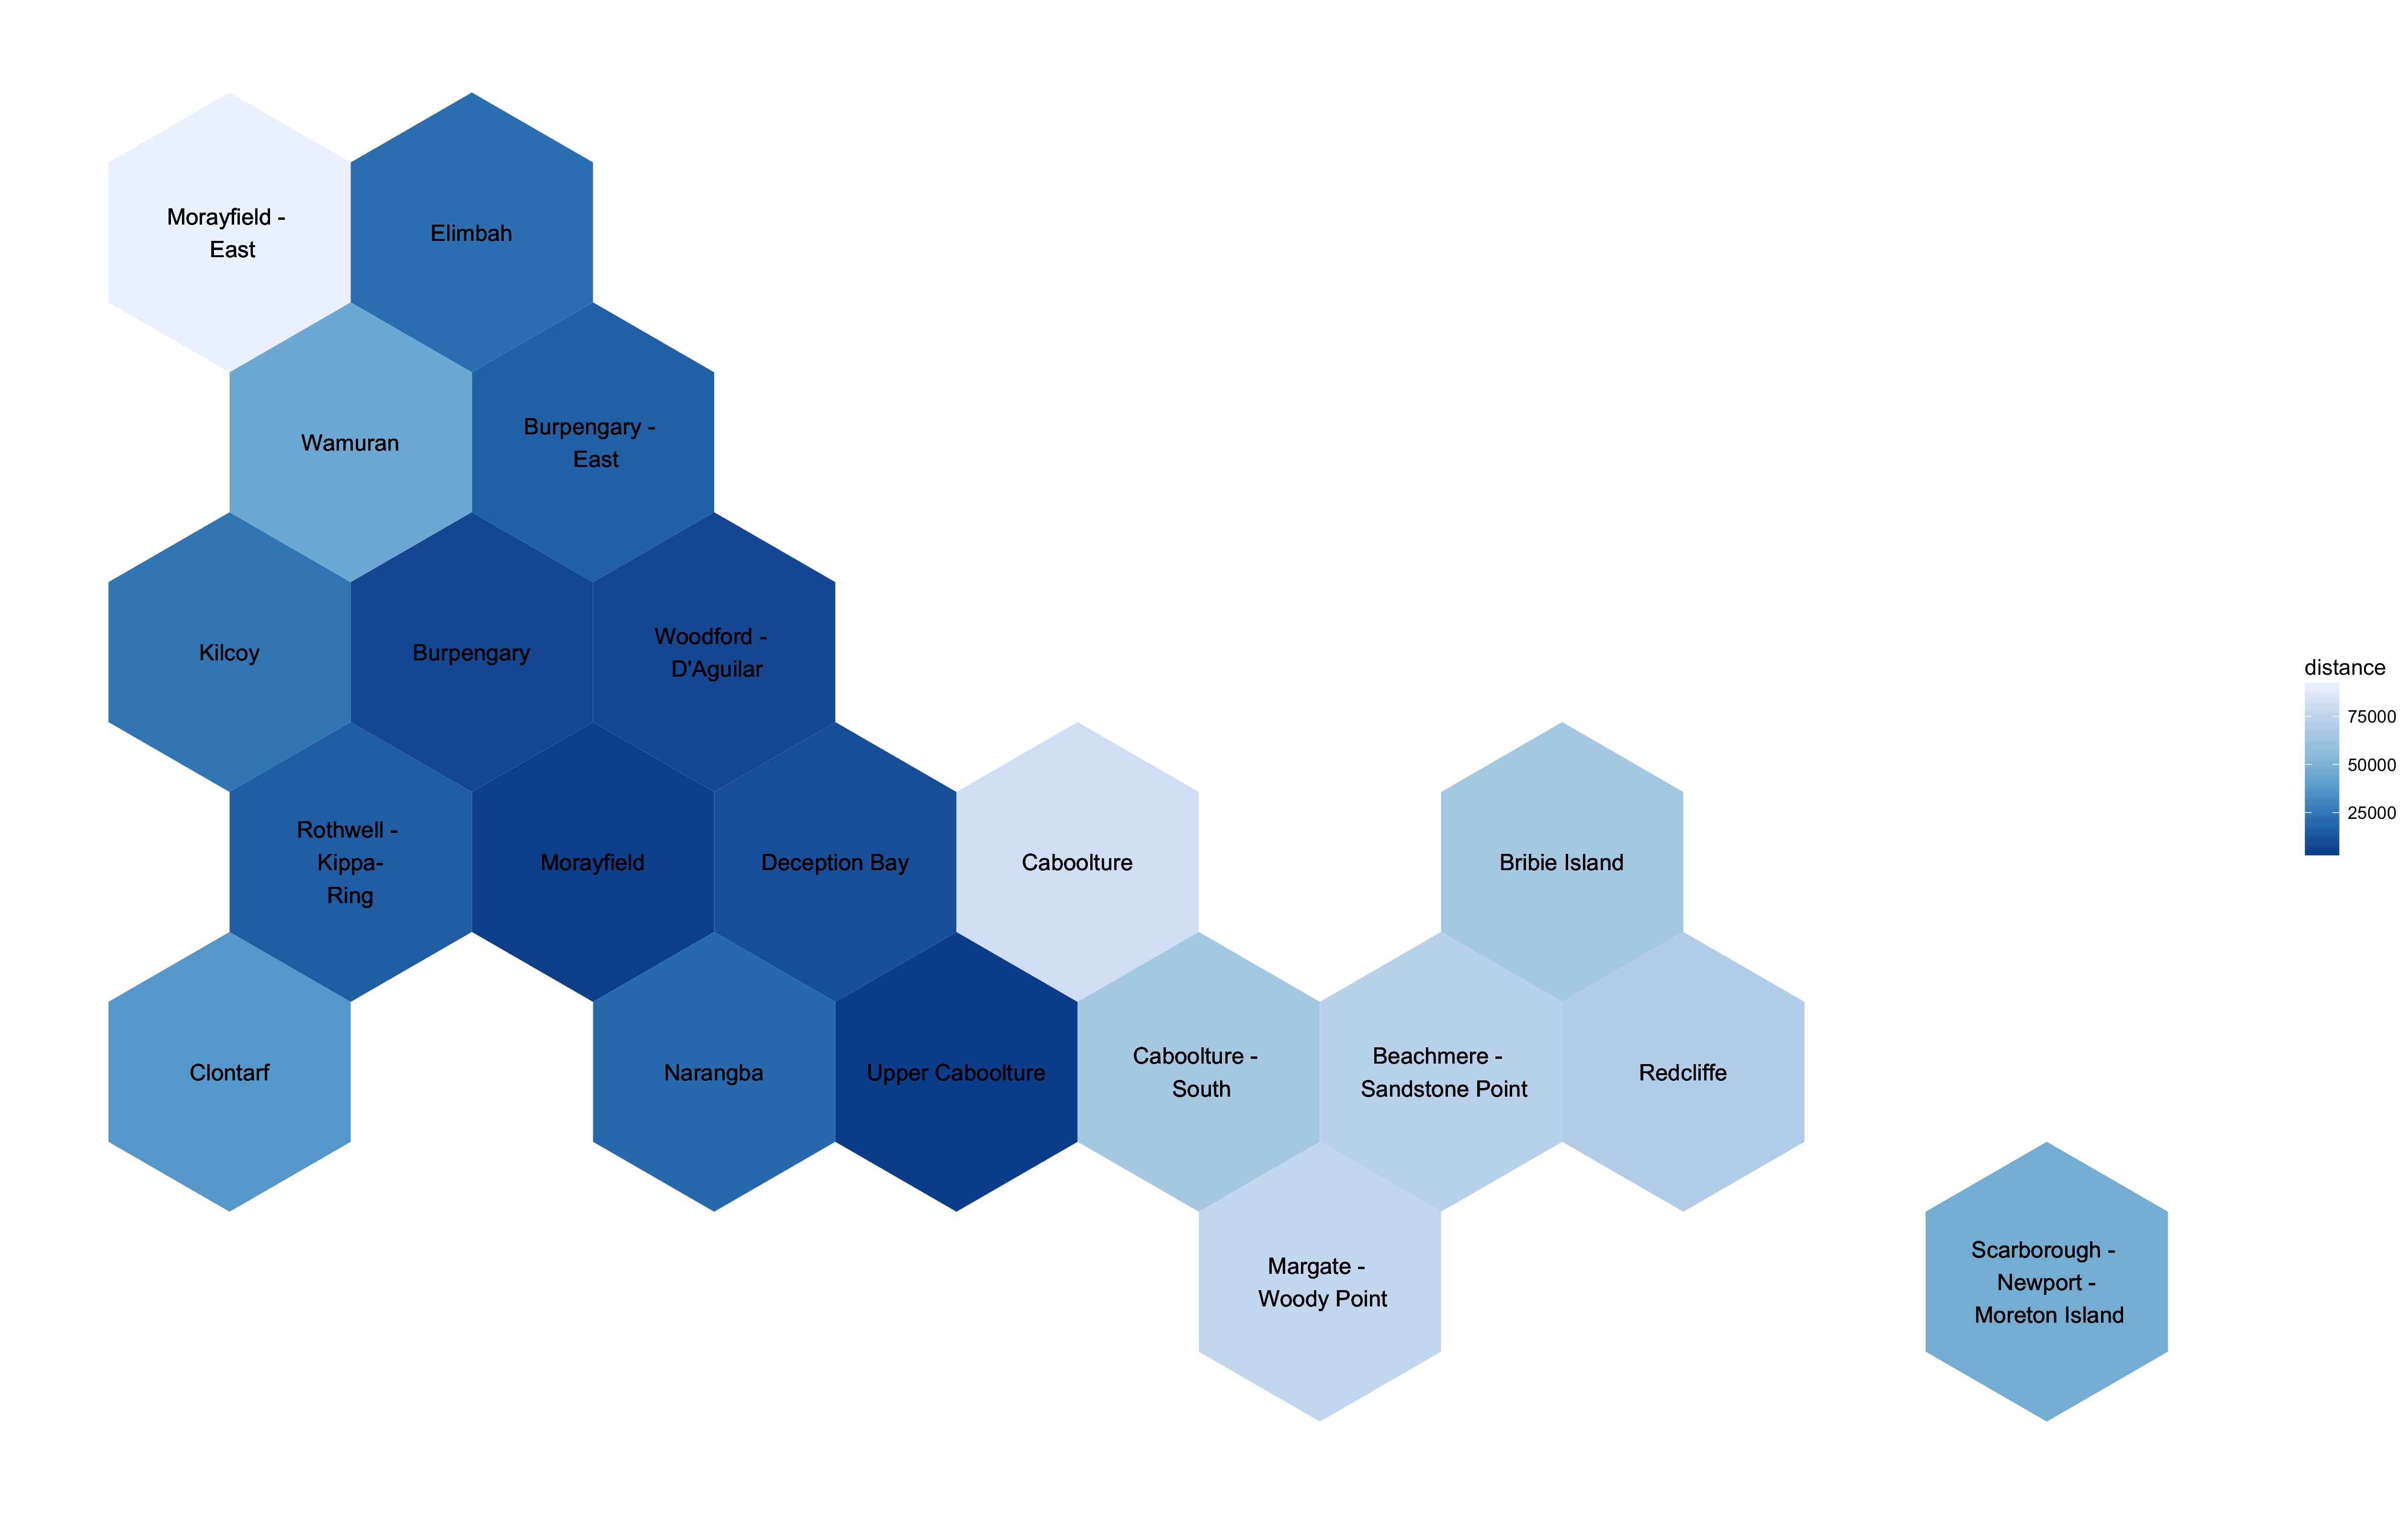 Morayfield -
East
Elimbah
Wamuran
Burpengary -
East
Kilcoy
Burpengary
Woodford -
D'Aguilar
distance
75000
50000
25000
Rothwell -
Kippa-
Ring
Morayfield
Deception Bay
Caboolture
Bribie Island
Clontarf
Narangba
Upper Caboolture
Caboolture -
South
Beachmere -
Sandstone Point
Redcliffe
Margate -
Woody Point
Scarborough -
Newport -
Moreton Island